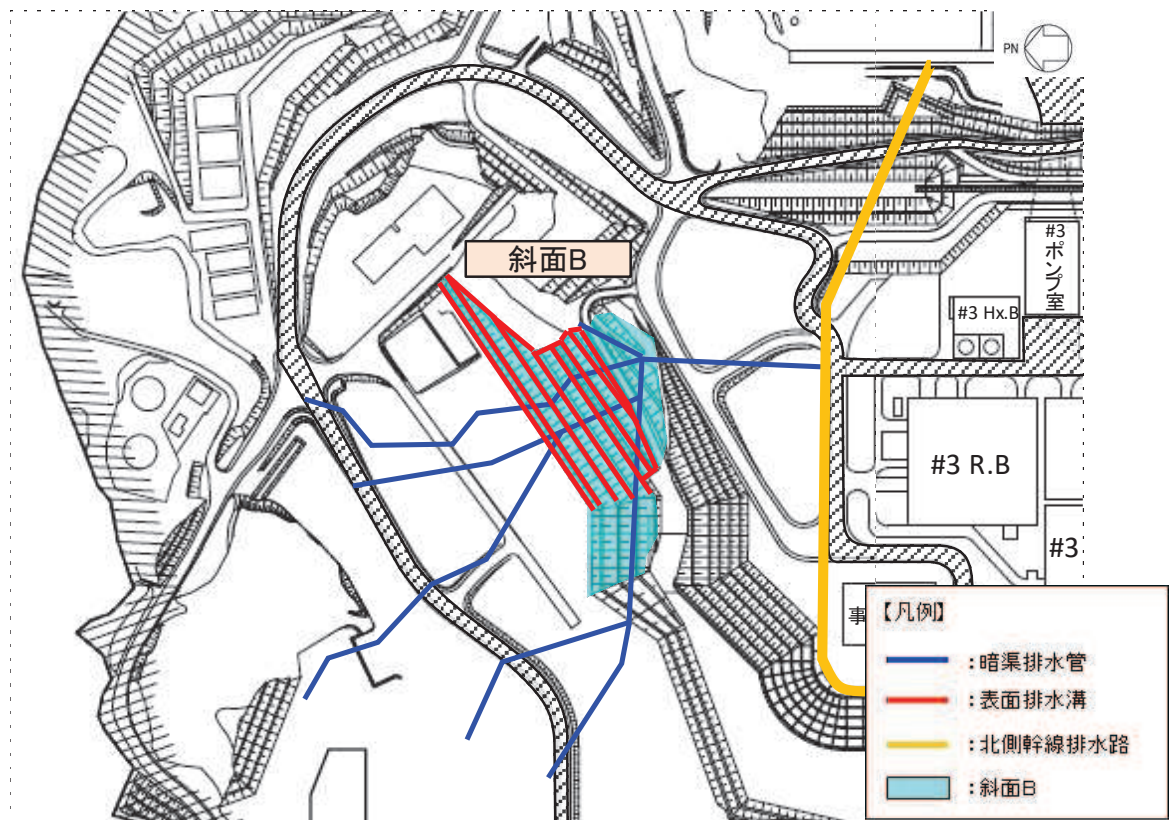 PN
斜面B
#3
ポンプ室
#3 Hx.B
#3 R.B
#3
事
【凡例】
:暗渠排水管
:表面排水溝
:北側幹線排水路
:斜面B